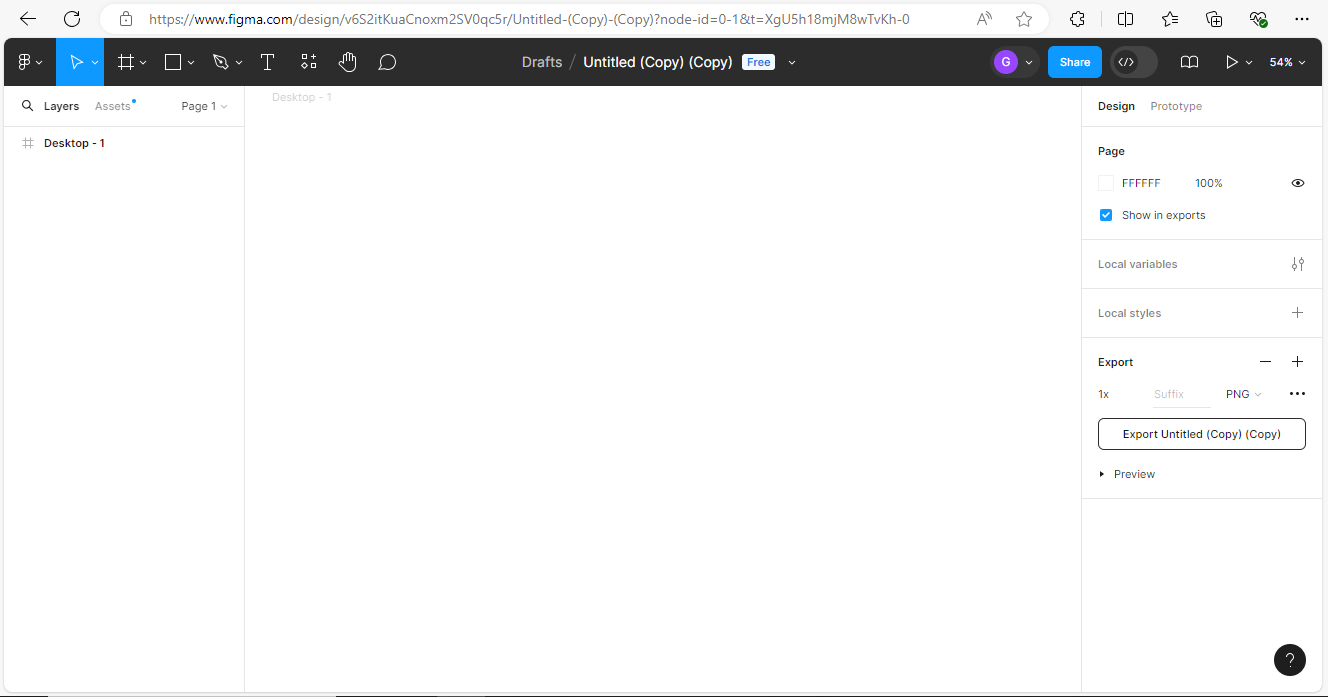 https://www.figma.com/design/v6S2itKuaCnoxm2SV0qc5r/Untitled-(Copy)-(Copy)?node-id=0-1&t=XgU5h18mjM8wTvKh-0
Drafts / Untitled (Copy) (Copy) Free
G
Share
54%
Layers
Assets
Page 1
Desktop - 1
Desktop - 1
Design
Prototype
Page
FFFFFF 100%
Show in exports
Local variables
Local styles
Export
1x Suffix PNG
Export Untitled (Copy) (Copy)
Preview
?